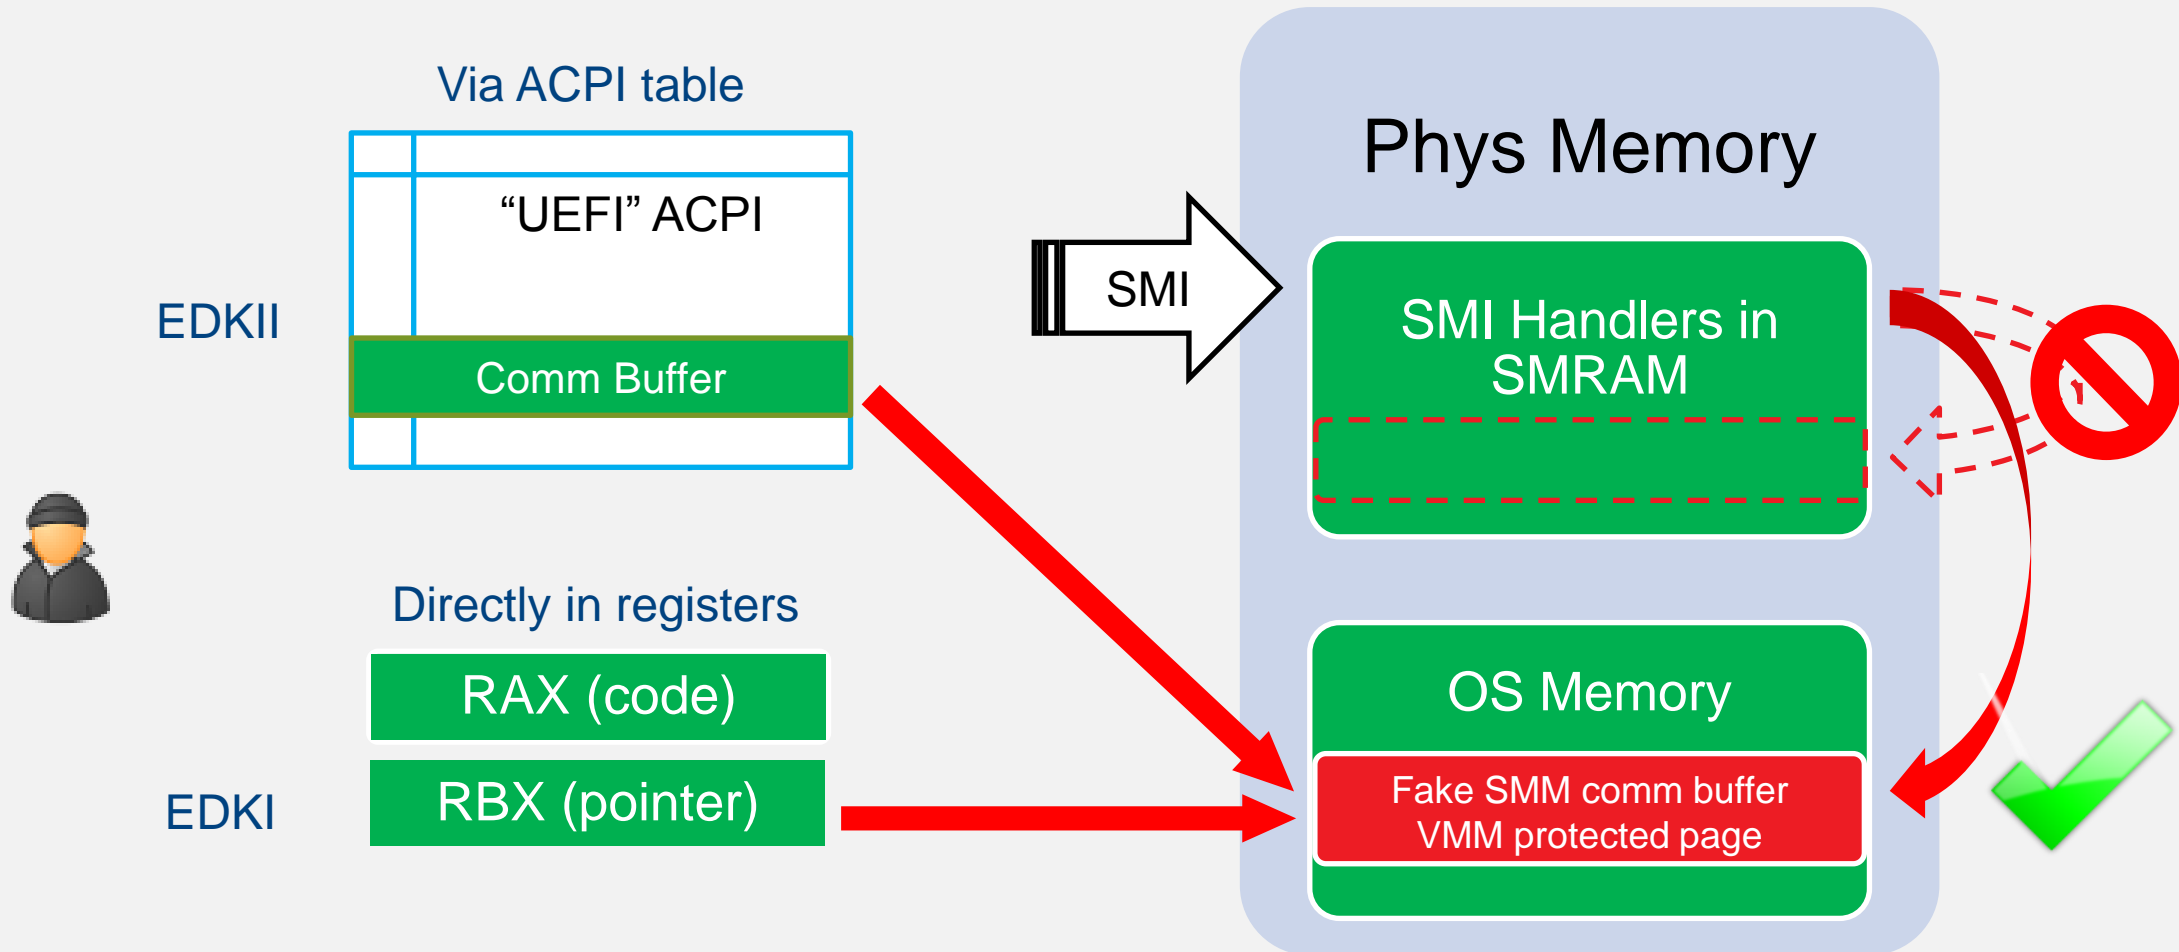 Via ACPI table
“UEFI” ACPI
EDKII
Comm Buffer
Directly in registers
RAX (code)
EDKI
RBX (pointer)
SMI
Phys Memory
SMI Handlers in
SMRAM
OS Memory
Fake SMM comm buffer
VMM protected page